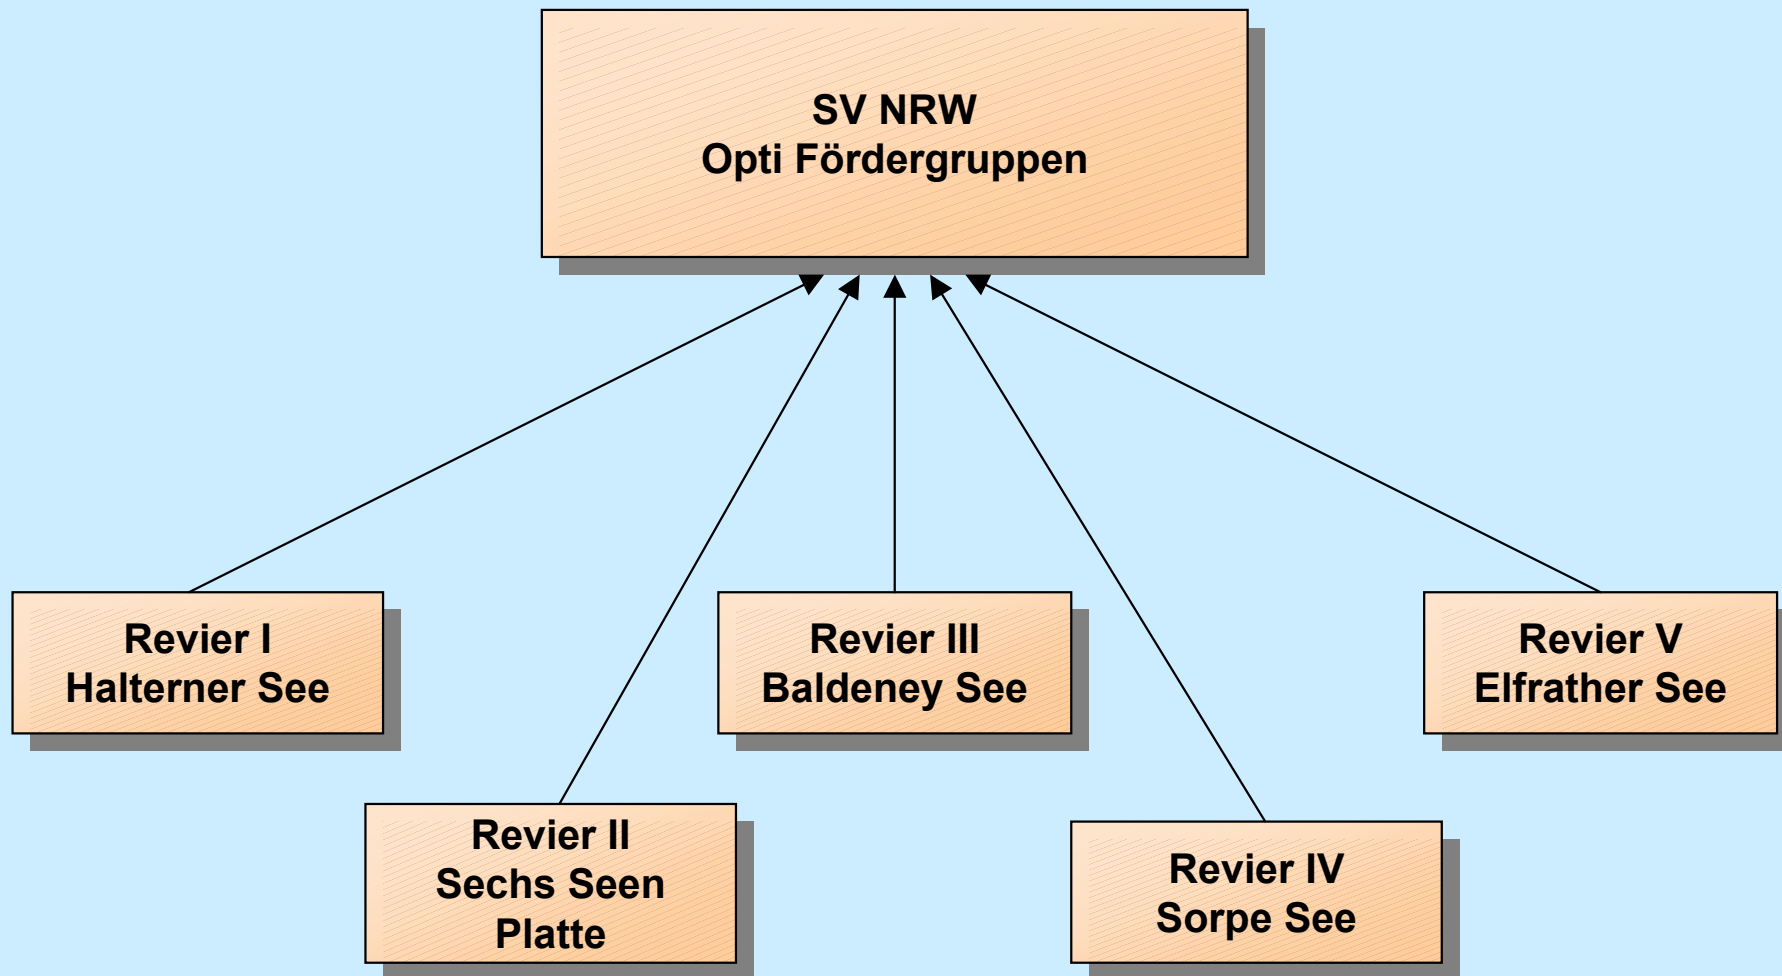 SV NRW
Opti Fördergruppen
Revier I
Halterner See
Revier II
Sechs Seen
Platte
Revier III
Baldeney See
Revier IV
Sorpe See
Revier V
Elfrather See